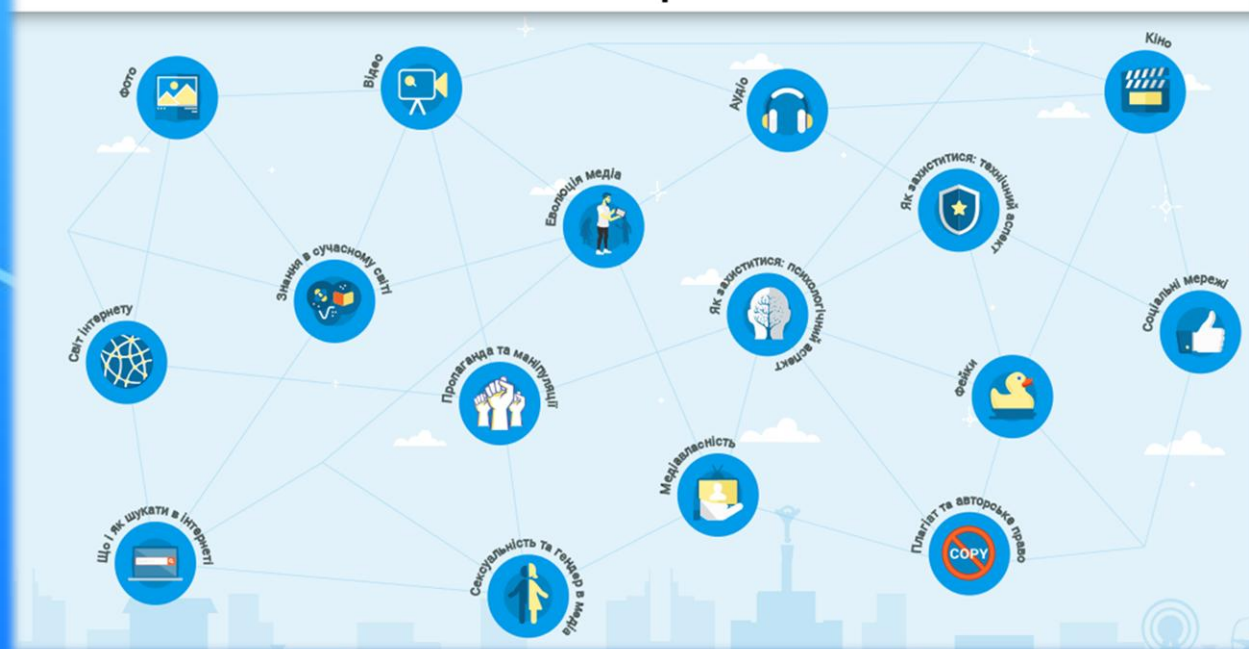 Фото
Відео
Аудіо
Кіно
Еволюція медіа
Як захиститися: технічний аспект
Знання в сучасному світі
Як захиститися: психологічний аспект
Соціальні мережі
Світ інтернету
Пропаганда та маніпуляції
Фейки
Медіавласність
Що і як шукати в інтернеті
Сексуальність та гендер в медіа
Плагіат та авторське право
COPY